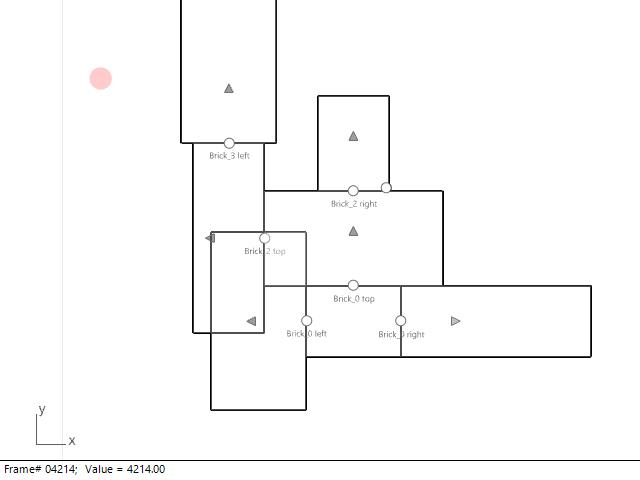 Brick_3 left
Brick_2 right
Brick_2 top
Brick_0 top
Brick_0 left
Brick_0 right
y
x
Frame# 04214;  Value = 4214.00